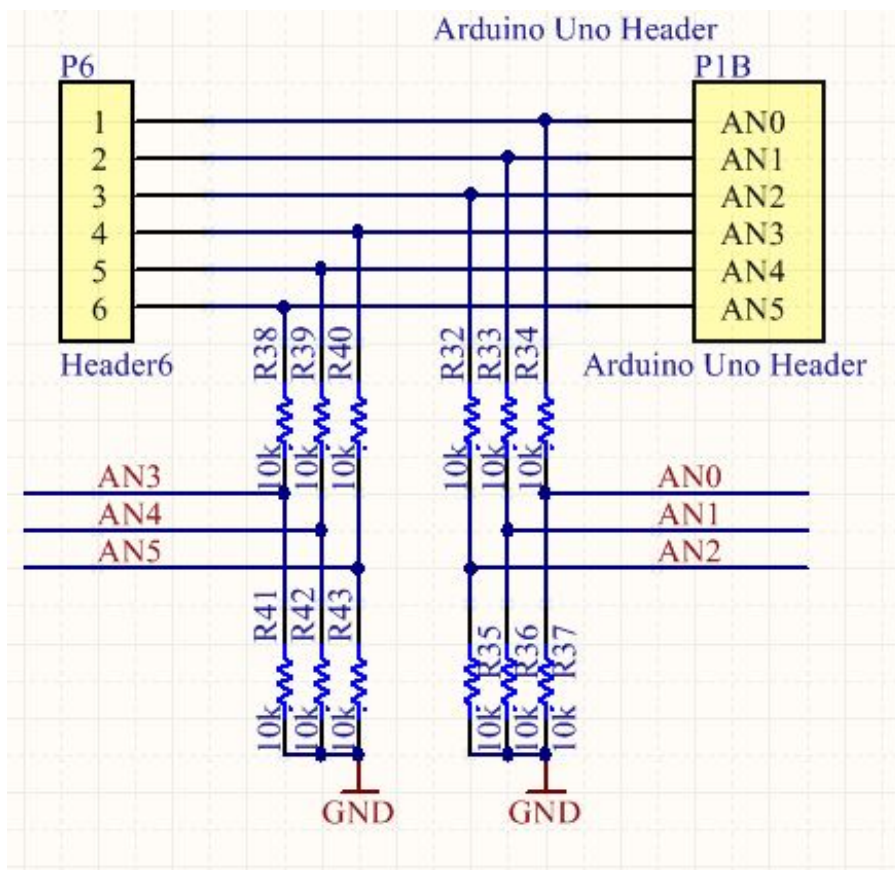 Arduino Uno Header
P6
P1B
1
AN0
2
AN1
3
AN2
4
AN3
5
AN4
6
AN5
Header6
Arduino Uno Header
R38
R39
R40
R32
R33
R34
10k
10k
10k
10k
10k
10k
AN3
AN0
AN4
AN1
AN5
AN2
R41
R42
R43
R35
R36
R37
10k
10k
10k
10k
10k
10k
GND
GND